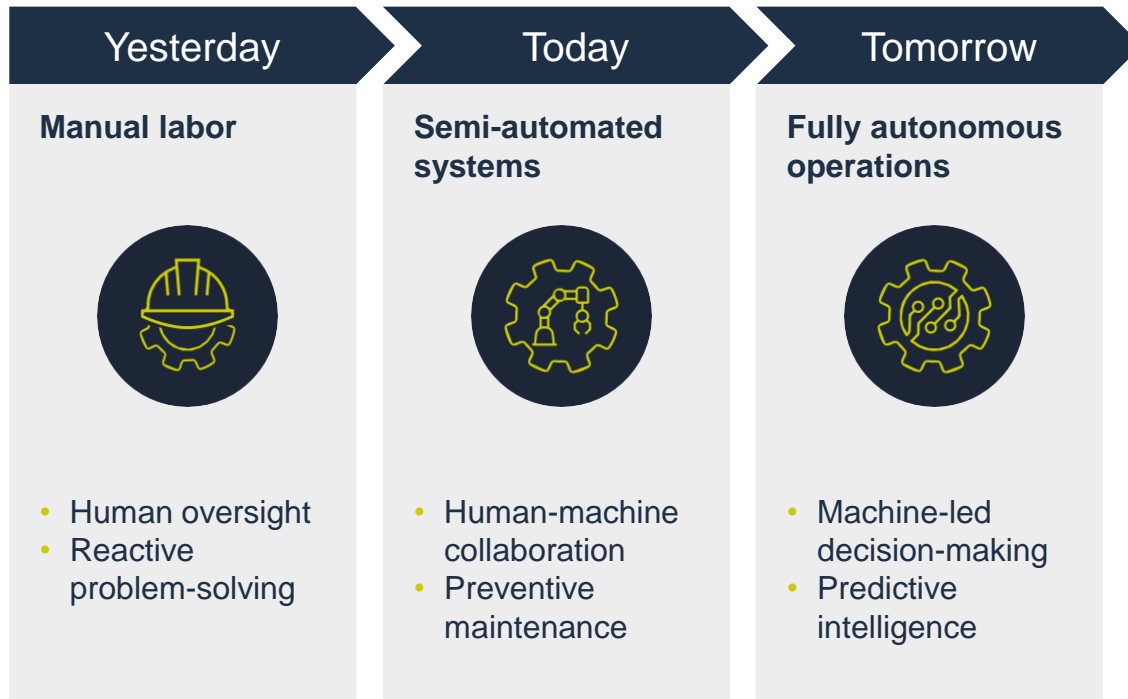 Yesterday
Today
Tomorrow
Manual labor
• Human oversight
• Reactive
problem-solving
Semi-automated
systems
• Human-machine
collaboration
• Preventive
maintenance
Fully autonomous
operations
• Machine-led
decision-making
• Predictive
intelligence